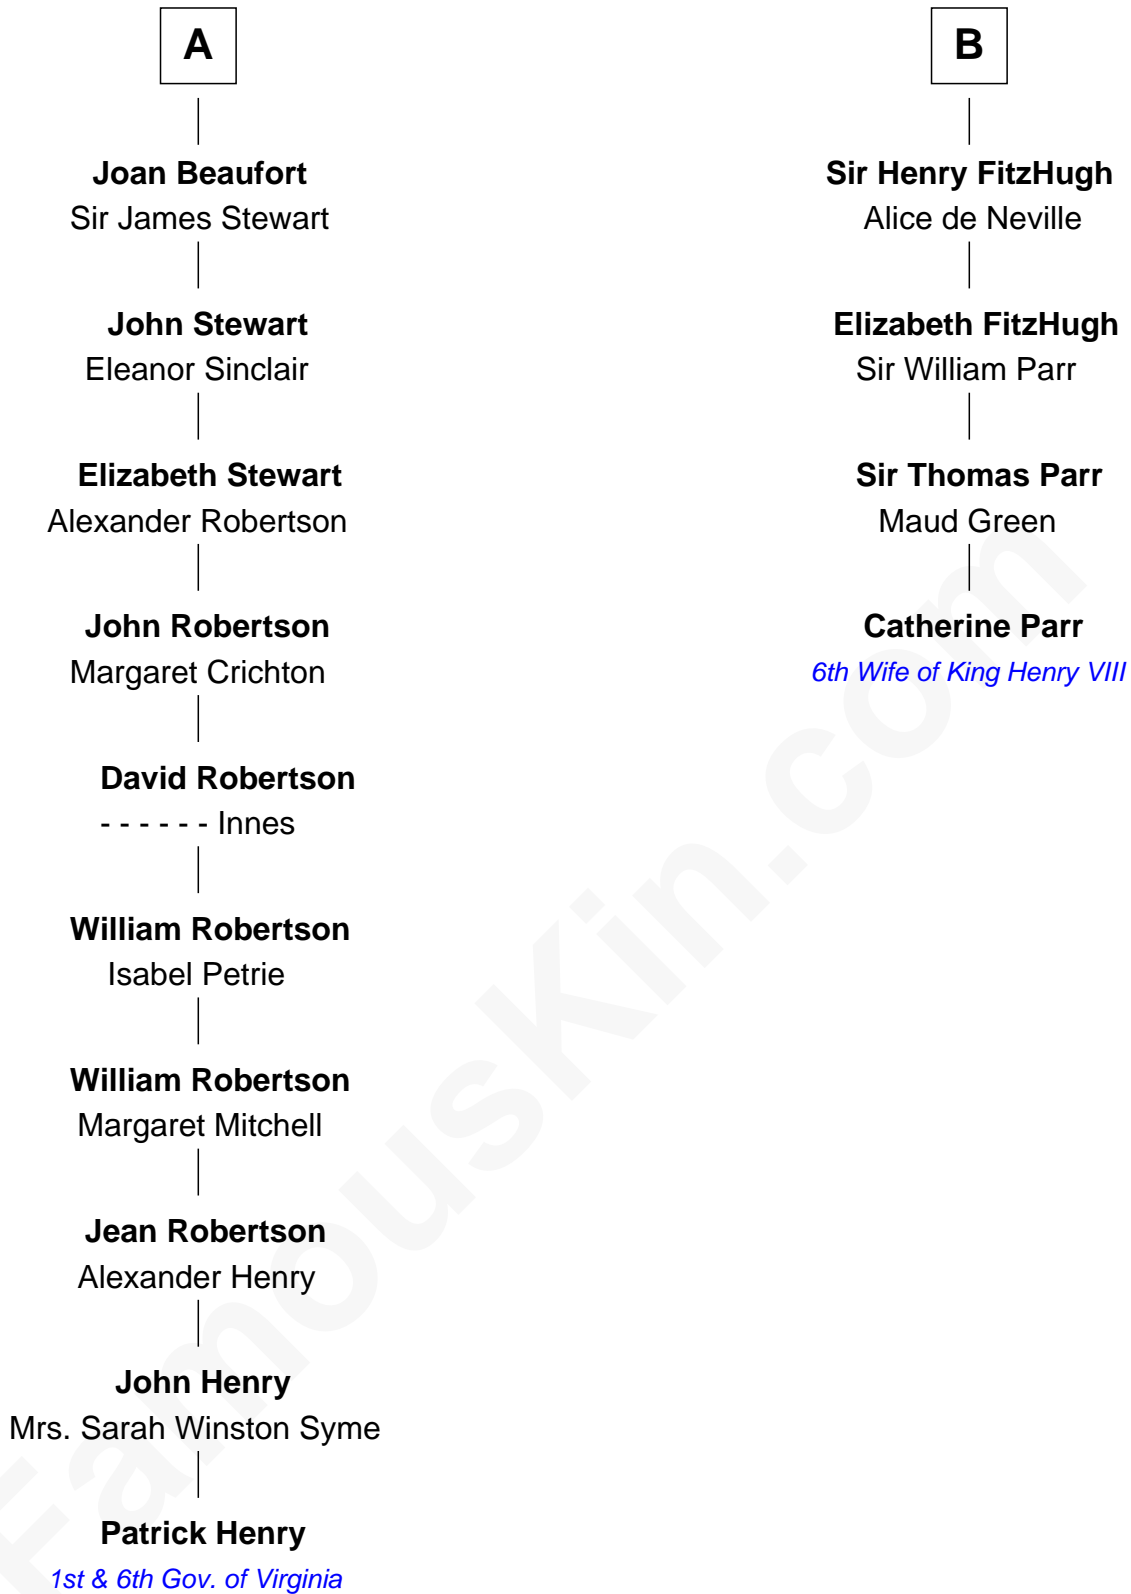 A
Joan Beaufort
Sir James Stewart
John Stewart
Eleanor Sinclair
Elizabeth Stewart
Alexander Robertson
John Robertson
Margaret Crichton
David Robertson
- - - - - - Innes
William Robertson
Isabel Petrie
William Robertson
Margaret Mitchell
Jean Robertson
Alexander Henry
John Henry
Mrs. Sarah Winston Syme
Patrick Henry
1st & 6th Gov. of Virginia
B
Sir Henry FitzHugh
Alice de Neville
Elizabeth FitzHugh
Sir William Parr
Sir Thomas Parr
Maud Green
Catherine Parr
6th Wife of King Henry VIII
FamousKin.com